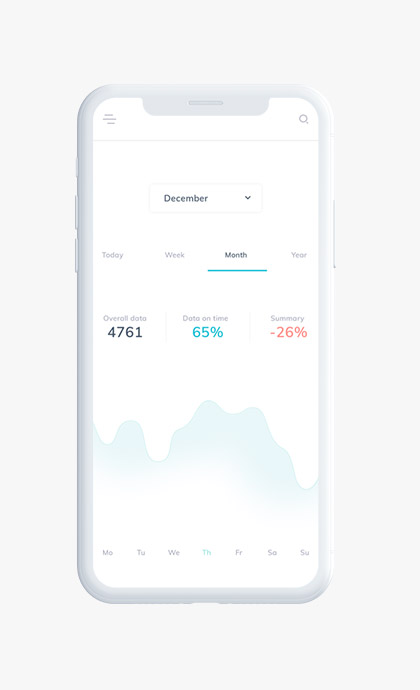 December
Today Week Month Year
Overall data Data on time Summary
4761 65% -26%
Mo Tu We Th Fr Sa Su